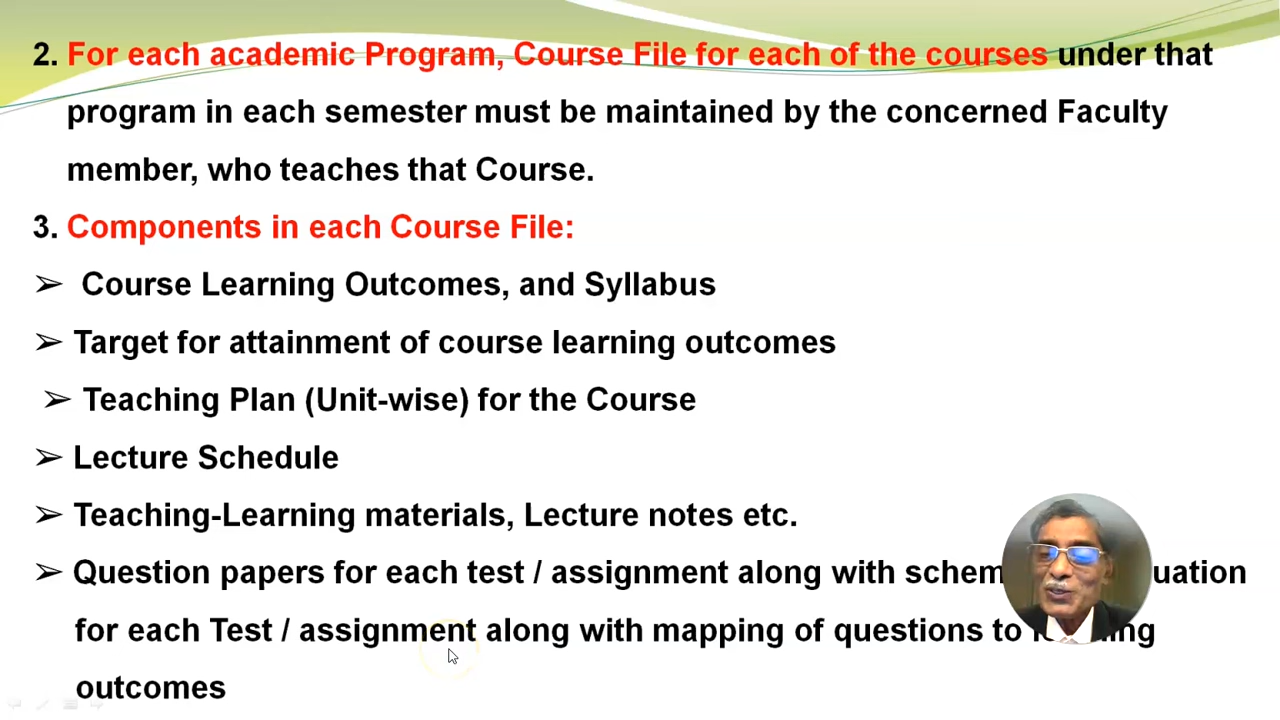 2. For each academic Program, Course File for each of the courses under that
program in each semester must be maintained by the concerned Faculty
member, who teaches that Course.
3. Components in each Course File:
➢ Course Learning Outcomes, and Syllabus
➢ Target for attainment of course learning outcomes
➢ Teaching Plan (Unit-wise) for the Course
➢ Lecture Schedule
➢ Teaching-Learning materials, Lecture notes etc.
➢ Question papers for each test / assignment along with
for each Test / assignment along with mapping of questions to
outcomes